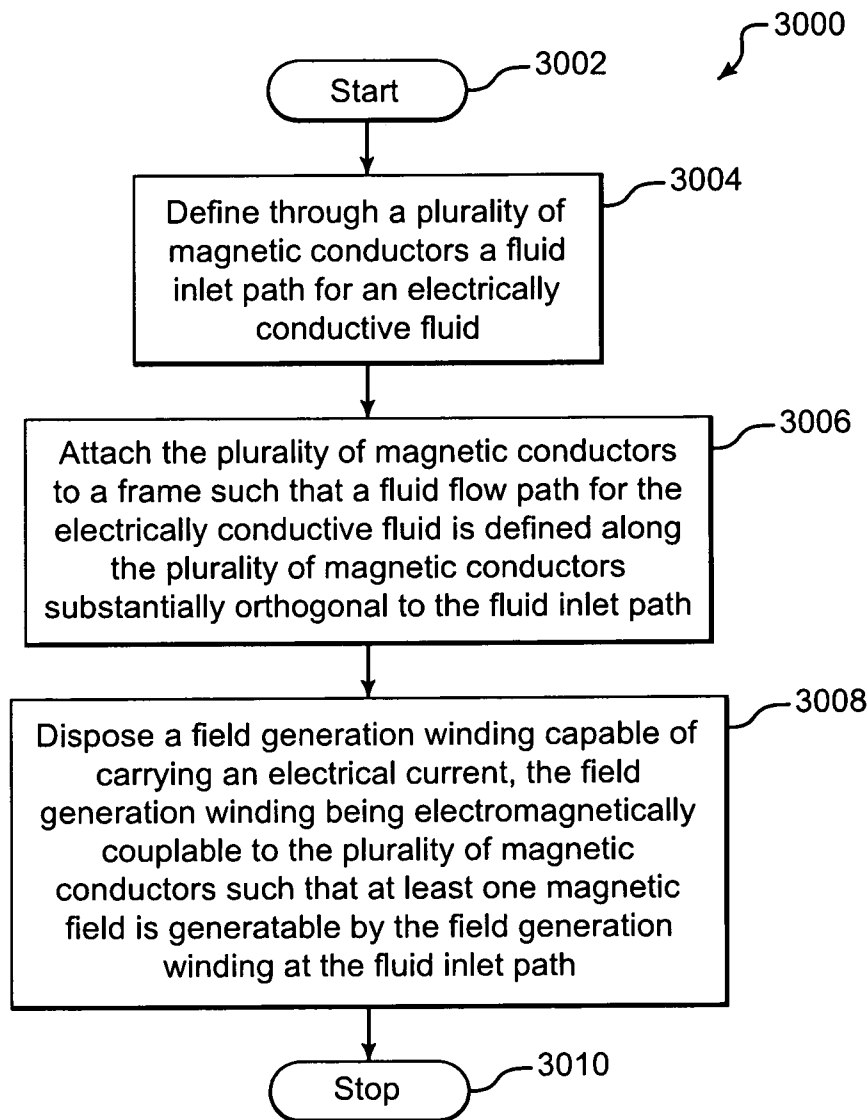 3000
Start
3002
3004
Define through a plurality of
magnetic conductors a fluid
inlet path for an electrically
conductive fluid
3006
Attach the plurality of magnetic conductors
to a frame such that a fluid flow path for the
electrically conductive fluid is defined along
the plurality of magnetic conductors
substantially orthogonal to the fluid inlet path
3008
Dispose a field generation winding capable of
carrying an electrical current, the field
generation winding being electromagnetically
couplable to the plurality of magnetic
conductors such that at least one magnetic
field is generatable by the field generation
winding at the fluid inlet path
Stop
3010